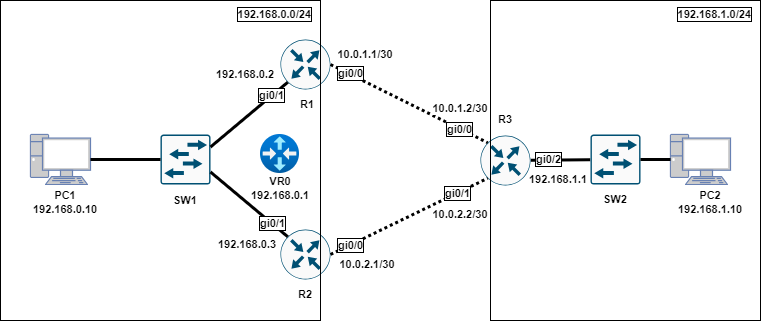 192.168.0.0/24
192.168.1.0/24
10.0.1.1/30
192.168.0.2
gi0/0
gi0/1
R1
10.0.1.2/30
R3
gi0/0
gi0/2
192.168.1.1
VR0
192.168.0.1
PC1
192.168.0.10
SW1
SW2
PC2
192.168.1.10
gi0/1
10.0.2.2/30
gi0/1
192.168.0.3
gi0/0
10.0.2.1/30
R2